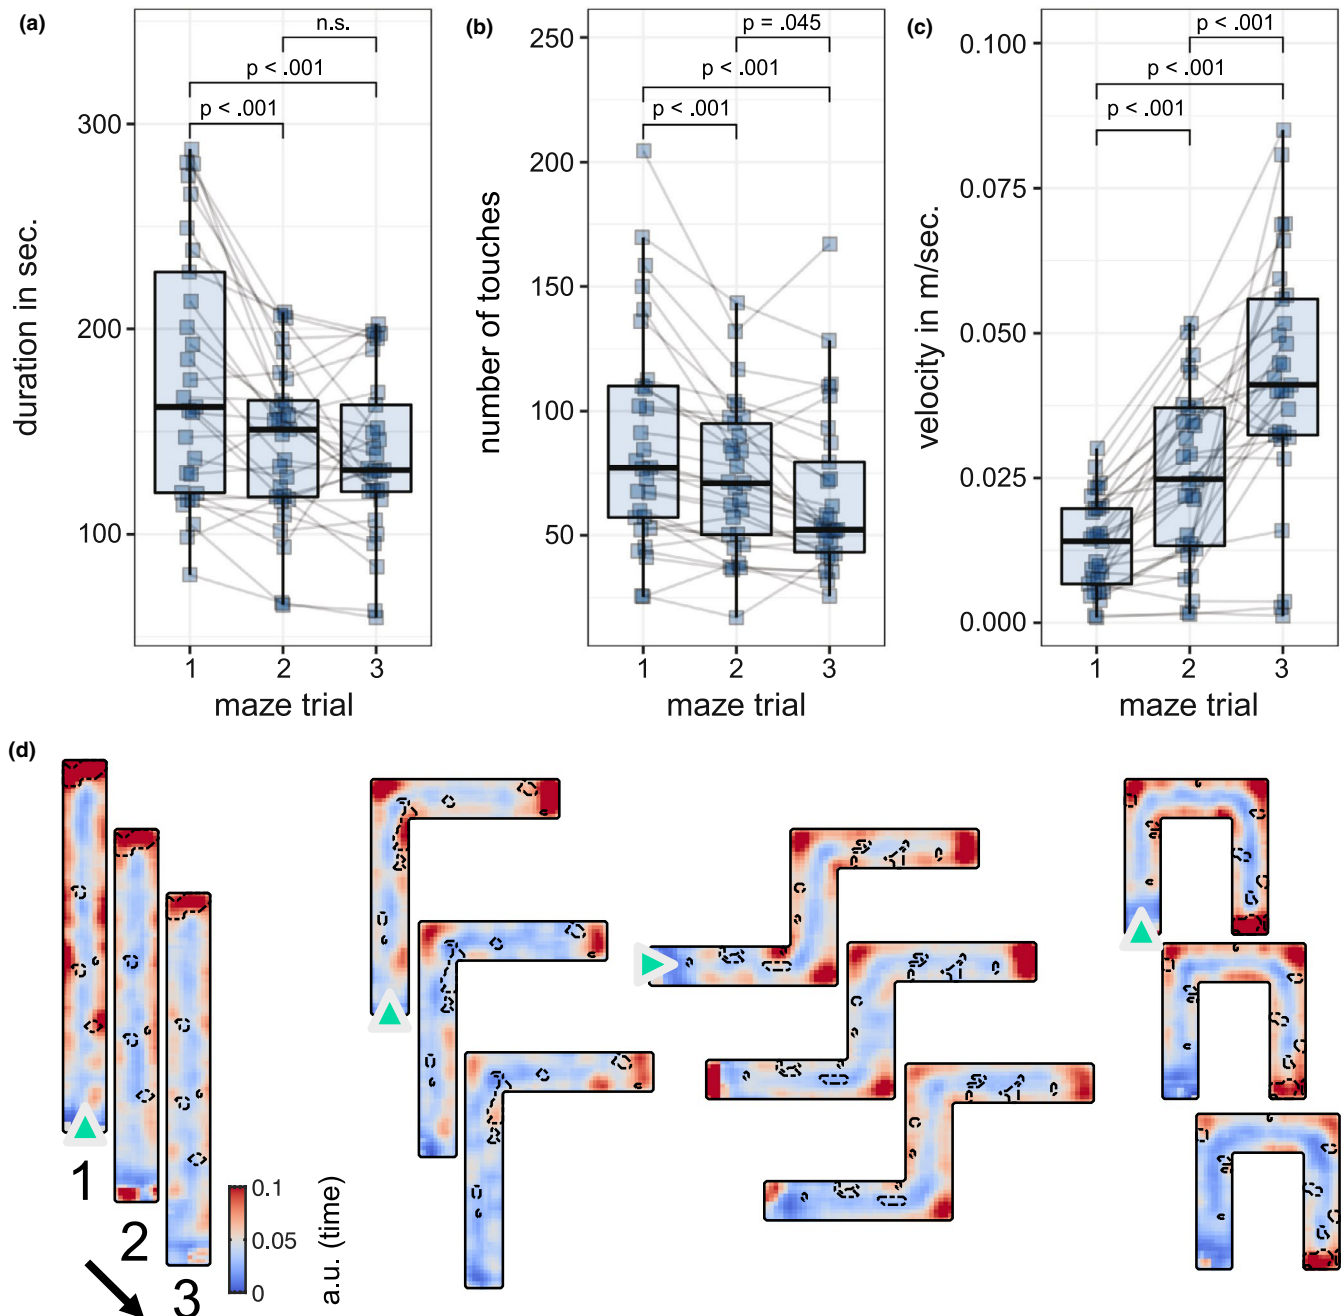 (a)
n.s.
p < .001
p < .001
300
200
100
duration in sec.
1 2 3
maze trial
(b)
p = .045
p < .001
p < .001
250
200
150
100
50
number of touches
1 2 3
maze trial
(c)
p < .001
p < .001
p < .001
0.100
0.075
0.050
0.025
0.000
velocity in m/sec.
1 2 3
maze trial
(d)
1
2
3
0.1
0.05
0
a.u. (time)